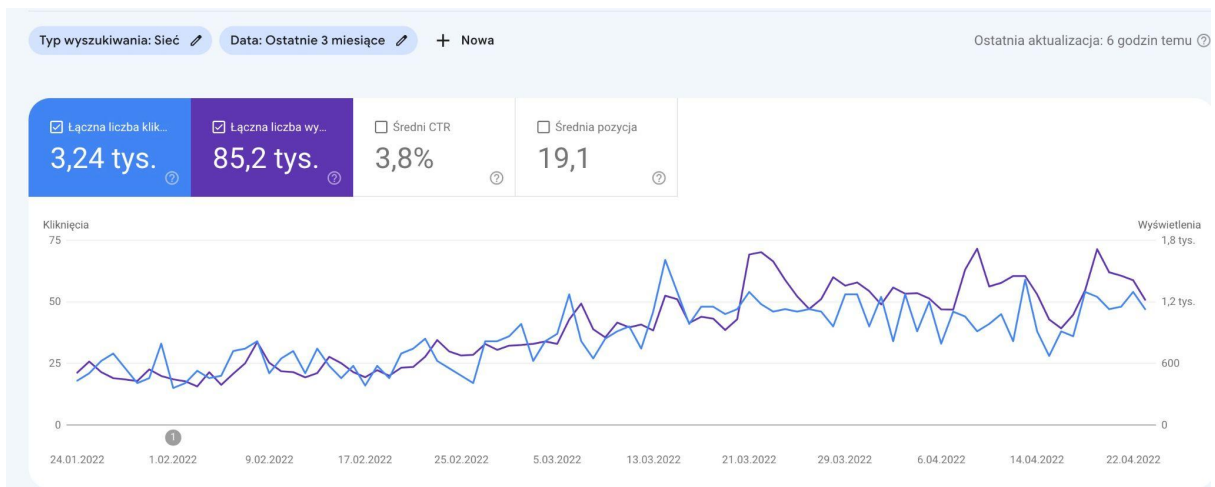 Typ wyszukiwania: Sieć Data: Ostatnie 3 miesiące + Nowa Ostatnia aktualizacja: 6 godzin temu
Łączna liczba klik... Łączna liczba wy... Średni CTR Średnia pozycja
3,24 tys. 85,2 tys. 3,8% 19,1
Kliknięcia Wyświetlenia
75 1,8 tys.
50 1,2 tys.
25 600
0 0
1
24.01.2022 1.02.2022 9.02.2022 17.02.2022 25.02.2022 5.03.2022 13.03.2022 21.03.2022 29.03.2022 6.04.2022 14.04.2022 22.04.2022